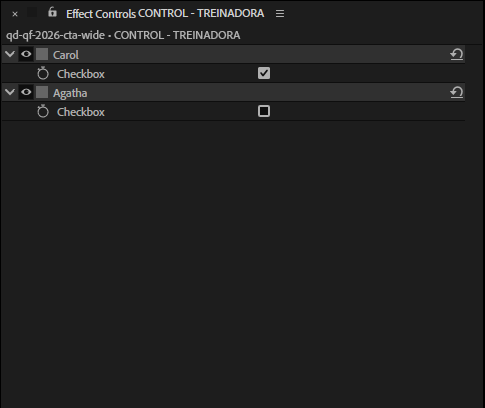 Effect Controls CONTROL - TREINADORA
qd-qf-2026-cta-wide • CONTROL - TREINADORA
Carol
Checkbox
Agatha
Checkbox